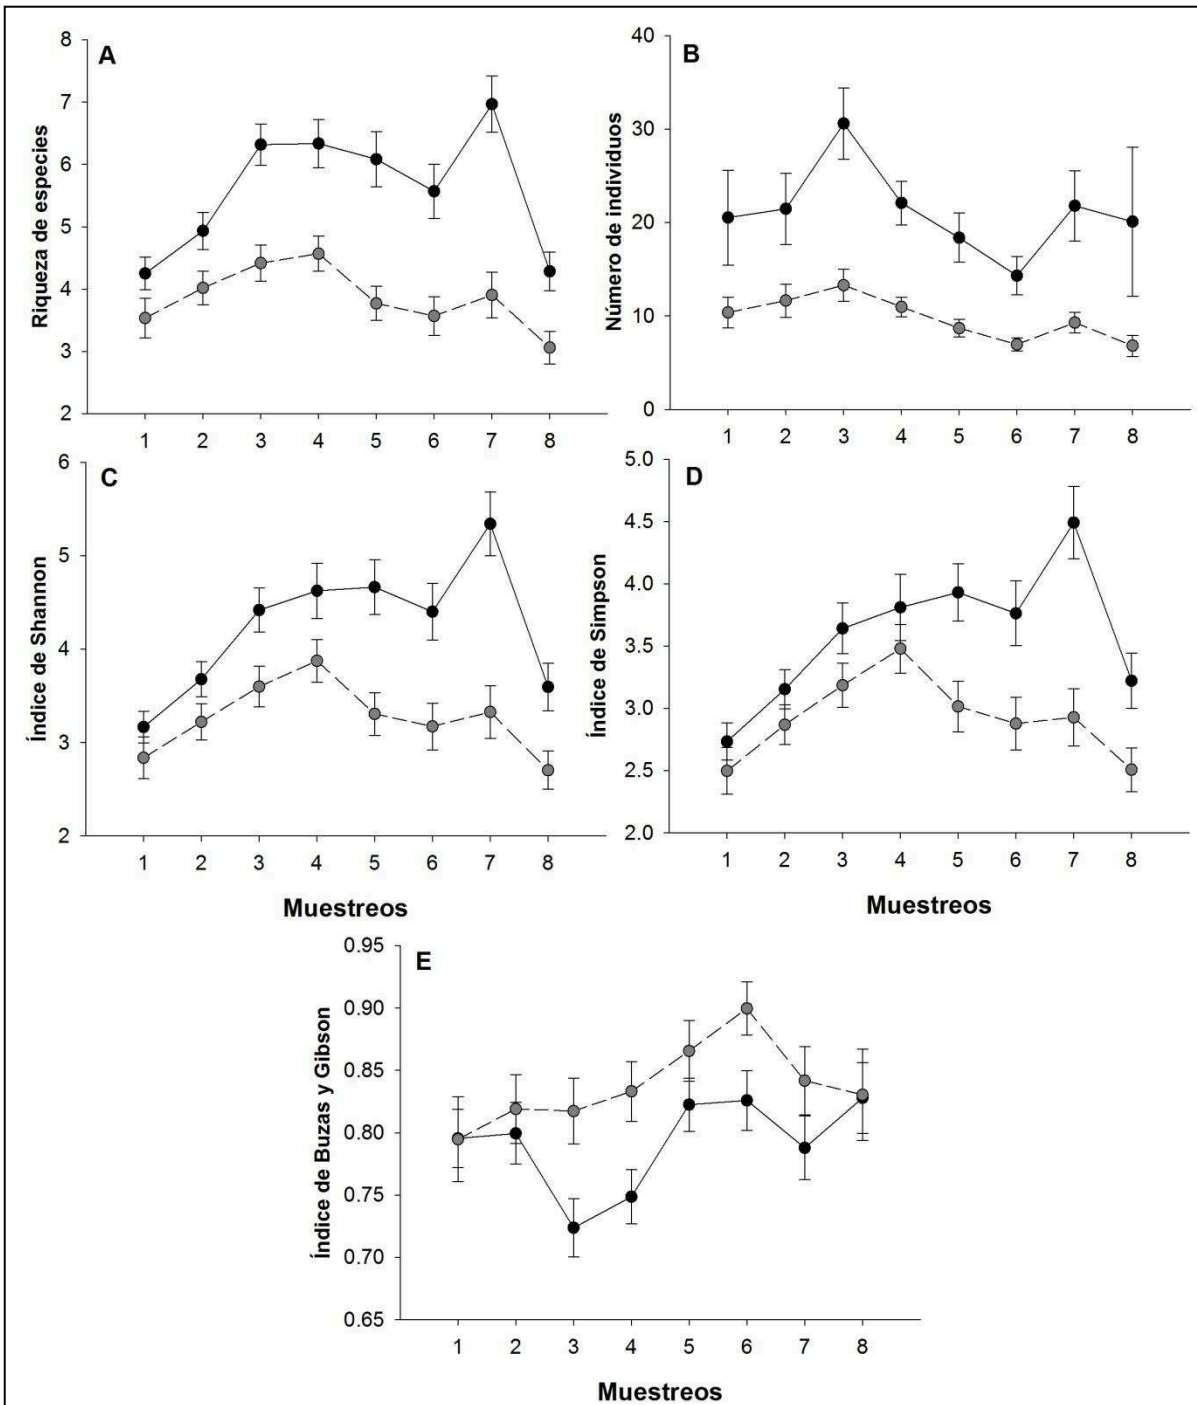 A
Riqueza de especies
8
7
6
5
4
3
2
1 2 3 4 5 6 7 8
B
Número de individuos
40
30
20
10
0
1 2 3 4 5 6 7 8
C
Índice de Shannon
6
5
4
3
2
1 2 3 4 5 6 7 8
Muestreos
D
Índice de Simpson
5.0
4.5
4.0
3.5
3.0
2.5
2.0
1 2 3 4 5 6 7 8
Muestreos
E
Índice de Buzas y Gibson
0.95
0.90
0.85
0.80
0.75
0.70
0.65
1 2 3 4 5 6 7 8
Muestreos